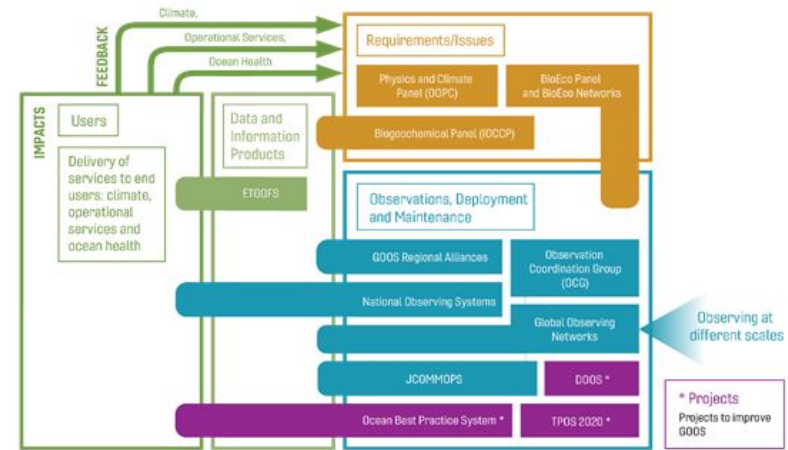 FEEDBACK
Climate,
Operational Services,
Ocean Health
IMPACTS
Users
Delivery of
services to end
users: climate,
operational
services and
ocean health
Data and
Information
Products
ETOOFS
Requirements/Issues
Physics and Climate
Panel (OOPC)
BioEco Panel
and BioEco Networks
Biogeochemical Panel (IOCCP)
Observations, Deployment
and Maintenance
GOOS Regional Alliances
Observation
Coordination Group
(OCG)
National Observing Systems
Global Observing
Networks
JCOMMOPS
DOOS *
Ocean Best Practice System *
TPOS 2020 *
Observing at
different scales
* Projects
Projects to improve
GOOS